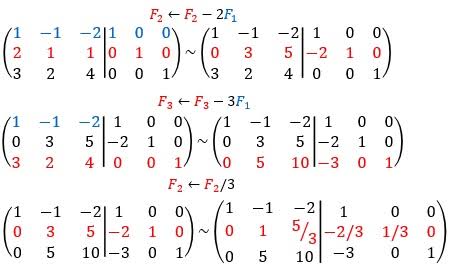 F₂ ← F₂ − 2F₁
(1 −1 −2 | 1 0 0) (1 −1 −2 | 1 0 0)
(2 1 1 | 0 1 0) ~ (0 3 5 | −2 1 0)
(3 2 4 | 0 0 1) (3 2 4 | 0 0 1)
F₃ ← F₃ − 3F₁
(1 −1 −2 | 1 0 0) (1 −1 −2 | 1 0 0)
(0 3 5 | −2 1 0) ~ (0 3 5 | −2 1 0)
(3 2 4 | 0 0 1) (0 5 10 | −3 0 1)
F₂ ← F₂/3
(1 −1 −2 | 1 0 0) (1 −1 −2 | 1 0 0)
(0 3 5 | −2 1 0) ~ (0 1 5/3 | −2/3 1/3 0)
(0 5 10 | −3 0 1) (0 5 10 | −3 0 1)